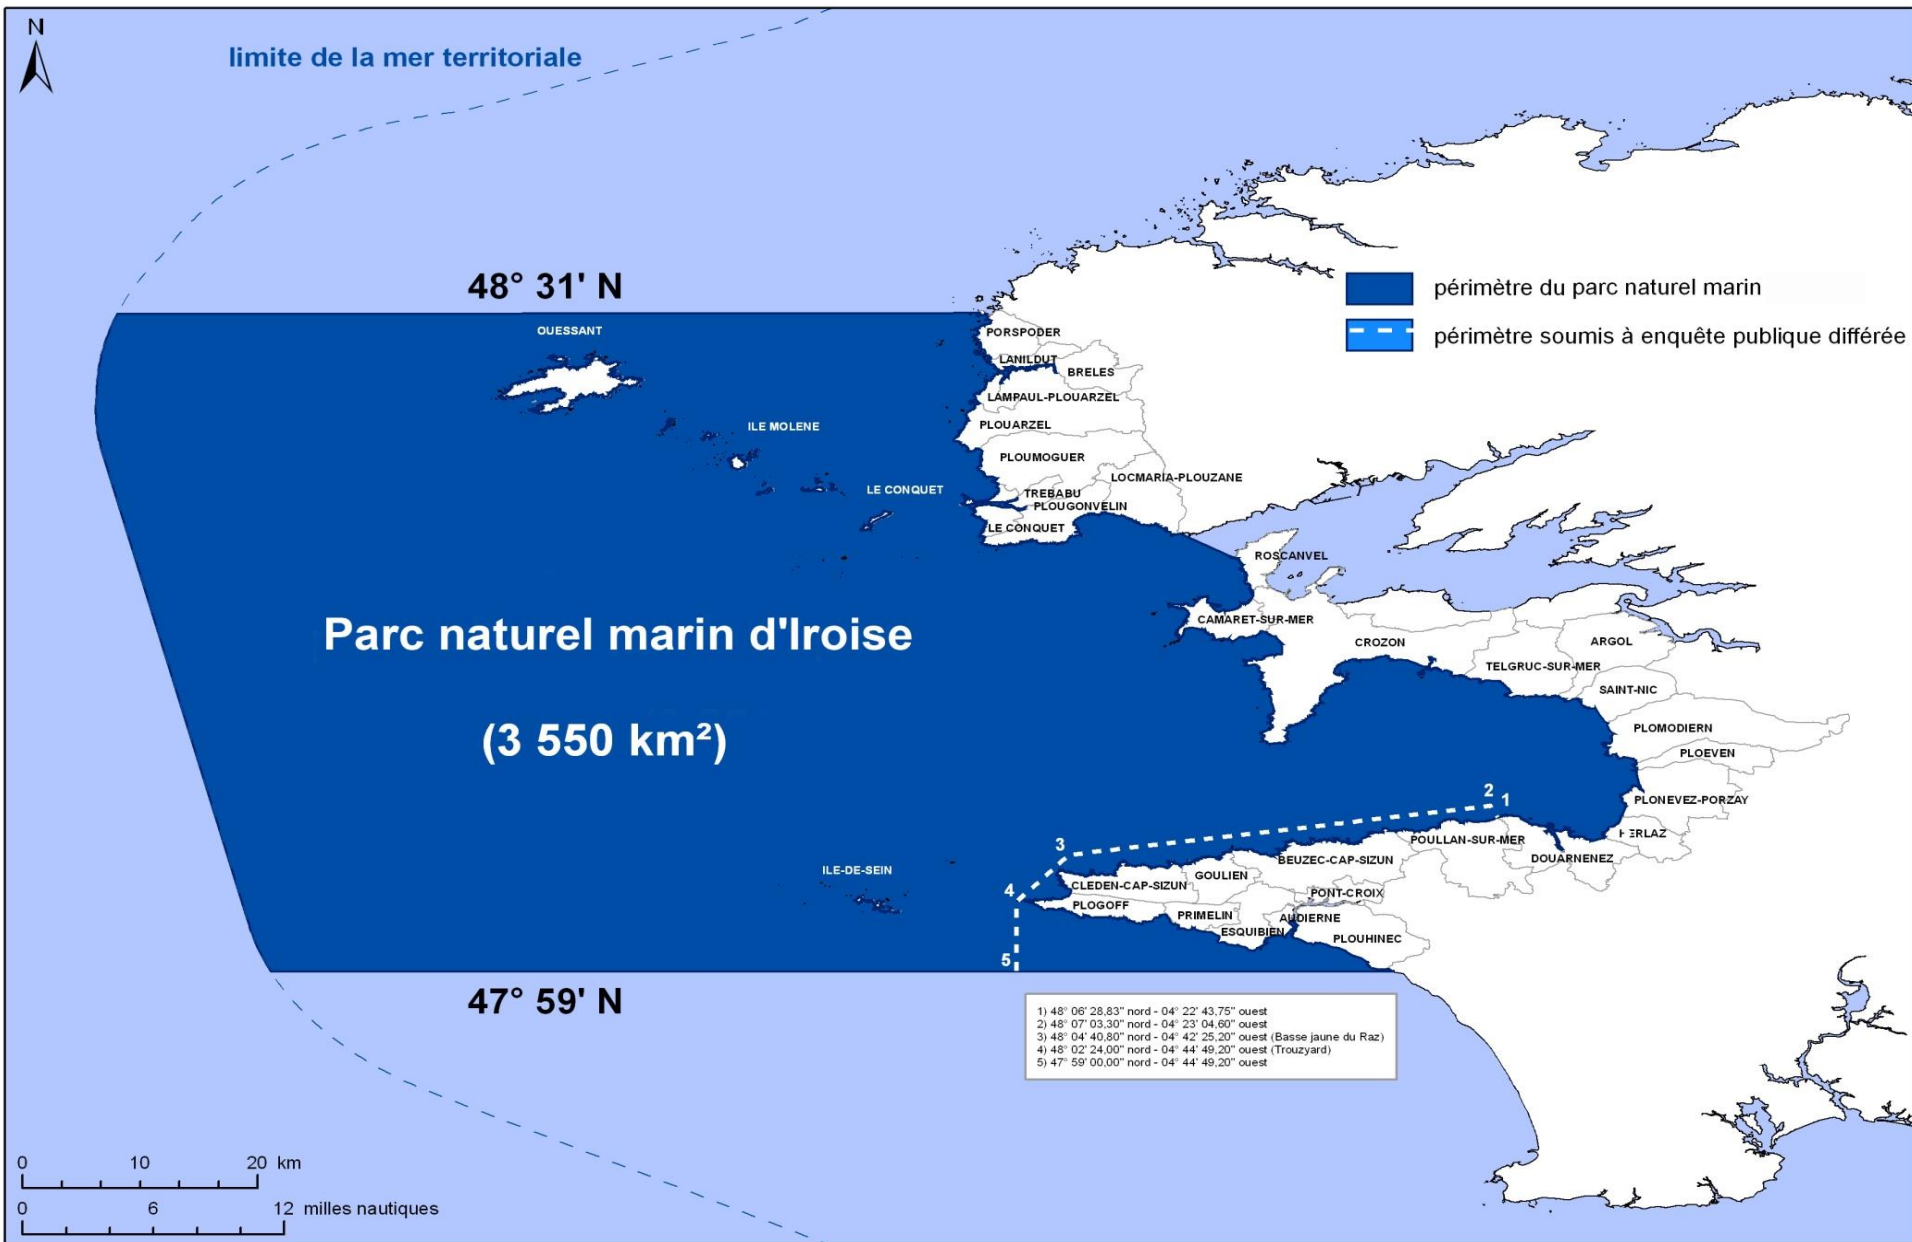 N
limite de la mer territoriale
48° 31' N
périmètre du parc naturel marin
périmètre soumis à enquête publique différée
OUESSANT
PORSPODER
LANILDUT
BRELES
LAMPAUL-PLOUARZEL
PLOUARZEL
ILE MOLENE
PLOUMOGUER
LOCMARIA-PLOUZANE
LE CONQUET
TREBABU
PLOUGONVELIN
LE CONQUET
ROSCANVEL
CAMARET-SUR-MER
Parc naturel marin d'Iroise
(3 550 km²)
CROZON
ARGOL
TELGRUC-SUR-MER
SAINT-NIC
PLOMODIERN
PLOEVEN
PLONEVEZ-PORZAY
2
1
3
POULLAN-SUR-MER
DOUARNENEZ
BEUZEC-CAP-SIZUN
ILE-DE-SEIN
GOULIEN
CLEDEN-CAP-SIZUN
4
PONT-CROIX
PLOGOFF
PRIMELIN
AUDIERNE
ESQUIBIEN
PLOUHINEC
5
47° 59' N
1) 48° 06' 28,83" nord - 04° 22' 43,75" ouest
2) 48° 07' 03,30" nord - 04° 23' 04,60" ouest
3) 48° 04' 40,80" nord - 04° 42' 25,20" ouest (Basse jaune du Raz)
4) 48° 02' 24,00" nord - 04° 44' 49,20" ouest (Trouzyard)
5) 47° 59' 00,00" nord - 04° 44' 49,20" ouest
0 10 20 km
0 6 12 milles nautiques